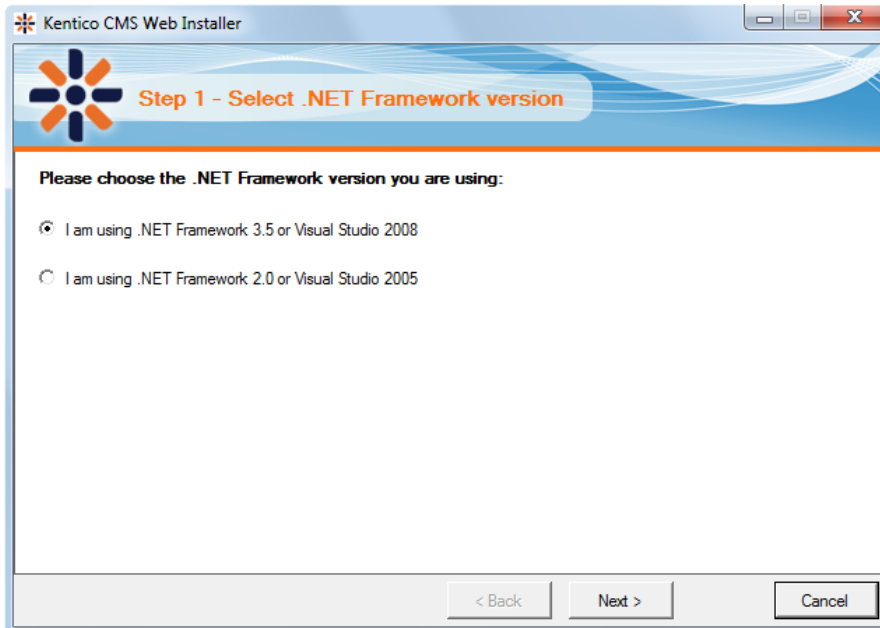 Kentico CMS Web Installer
Step 1 - Select .NET Framework version
Please choose the .NET Framework version you are using:
I am using .NET Framework 3.5 or Visual Studio 2008
I am using .NET Framework 2.0 or Visual Studio 2005
< Back Next > Cancel